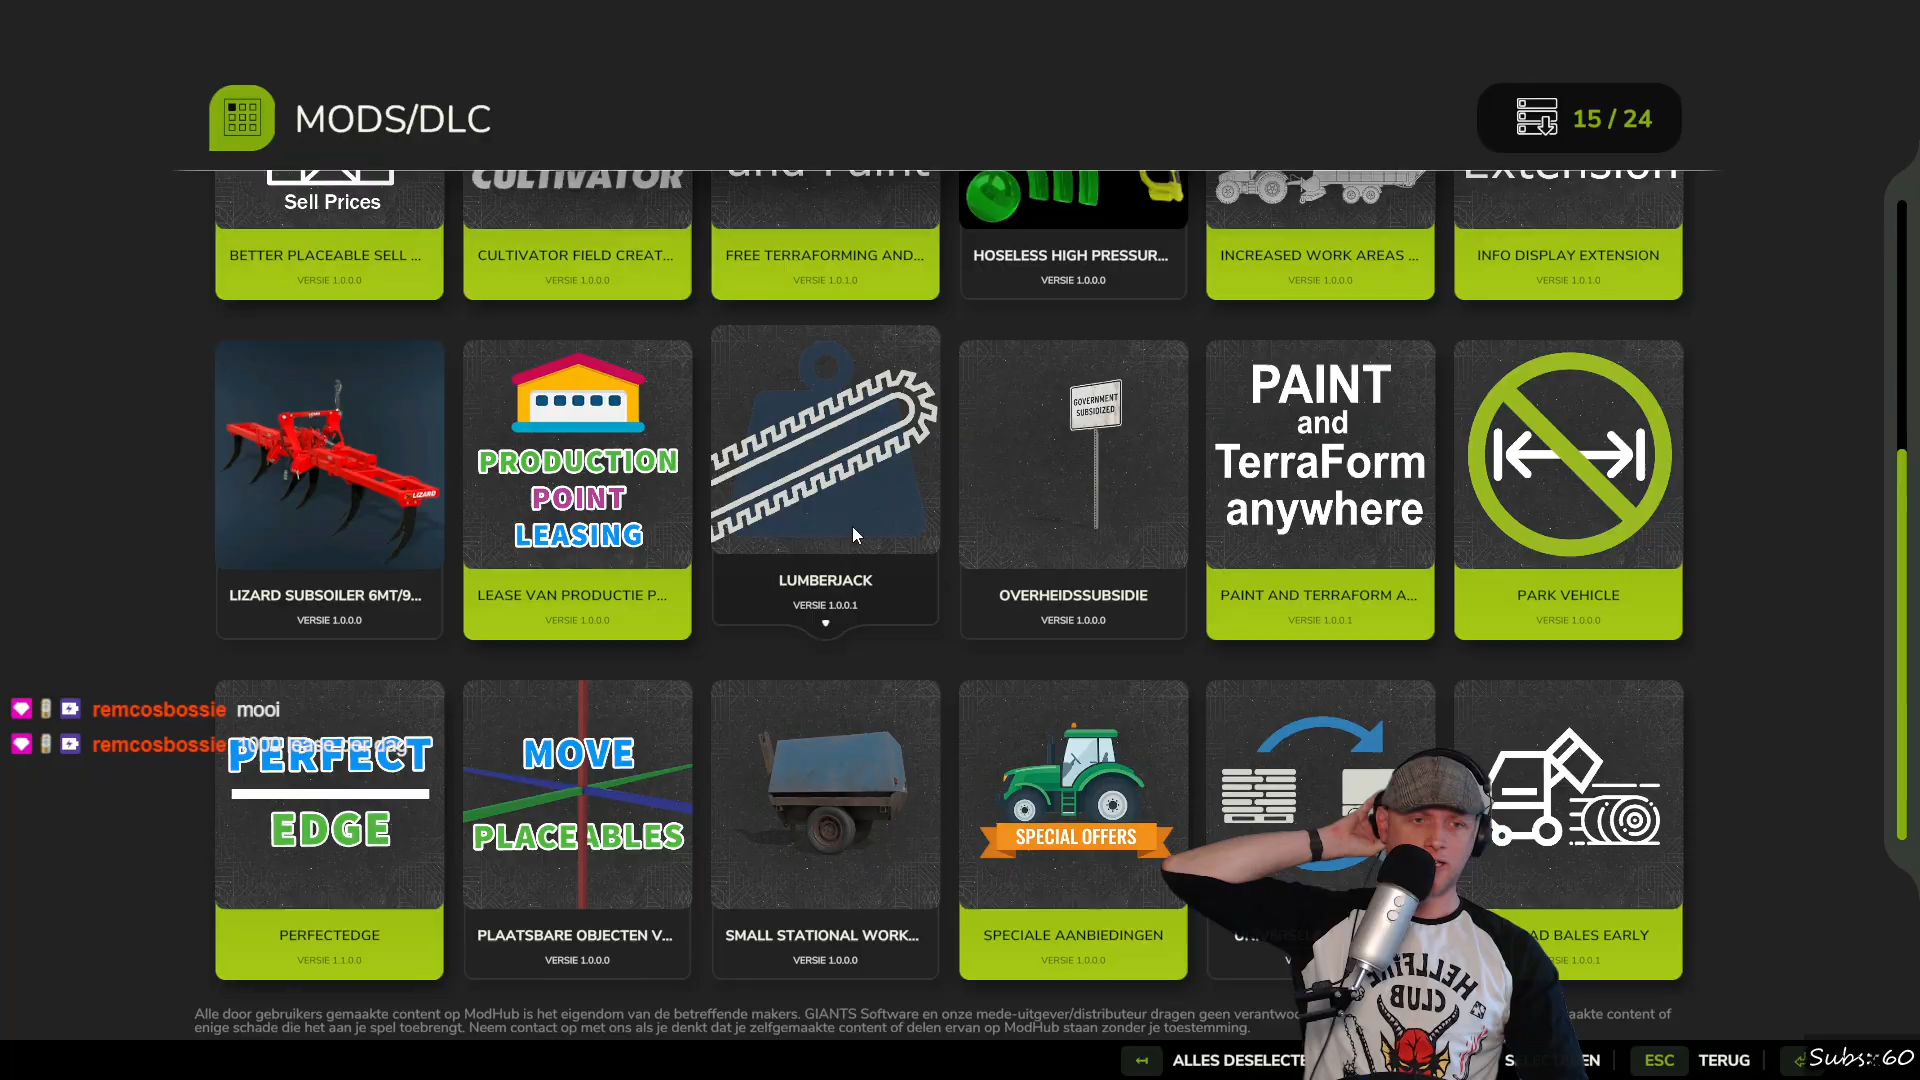 MODS/DLC
15 / 24
Sell Prices
CULTIVATOR
and Paint
Extension
BETTER PLACEABLE SELL ...
VERSIE 1.0.0.0
CULTIVATOR FIELD CREAT...
VERSIE 1.0.0.0
FREE TERRAFORMING AND...
VERSIE 1.0.1.0
HOSELESS HIGH PRESSUR...
VERSIE 1.0.0.0
INCREASED WORK AREAS ...
VERSIE 1.0.0.0
INFO DISPLAY EXTENSION
VERSIE 1.0.1.0
LIZARD
LIZARD SUBSOILER 6MT/9...
VERSIE 1.0.0.0
PRODUCTION
POINT
LEASING
LEASE VAN PRODUCTIE P...
VERSIE 1.0.0.0
LUMBERJACK
VERSIE 1.0.0.1
GOVERNMENT
SUBSIDIZED
OVERHEIDSSUBSIDIE
VERSIE 1.0.0.0
PAINT
and
TerraForm
anywhere
PAINT AND TERRAFORM A...
VERSIE 1.0.0.1
PARK VEHICLE
VERSIE 1.0.0.0
remcosbossie mooi
remcosbossie 1000 lease per dag
PERFECT
EDGE
PERFECTEDGE
VERSIE 1.1.0.0
MOVE
PLACEABLES
PLAATSBARE OBJECTEN V...
VERSIE 1.0.0.0
SMALL STATIONAL WORK...
VERSIE 1.0.0.0
SPECIAL OFFERS
SPECIALE AANBIEDINGEN
VERSIE 1.0.0.0
BALES EARLY
HELLFIRE
CLUB
Alle door gebruikers gemaakte content op ModHub is het eigendom van de betreffende makers. GIANTS Software en onze mede-uitgever/distributeur dragen geen
enige schade die het aan je spel toebrengt. Neem contact op met ons als je denkt dat je zelfgemaakte content of delen ervan op ModHub staan zonder je toestemming.
content of
ALLES
ESC TERUG
Subs: 60